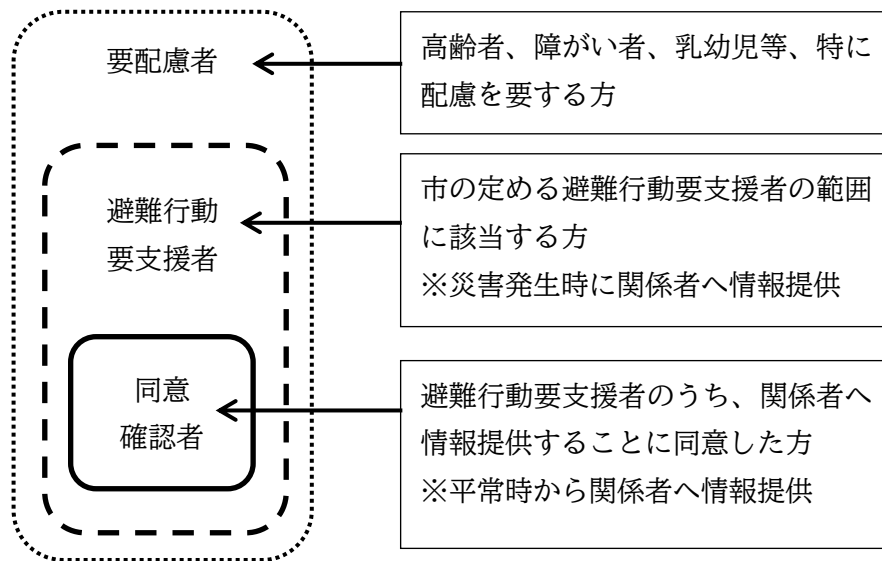 要配慮者
高齢者、障がい者、乳幼児等、特に
配慮を要する方
避難行動
要支援者
市の定める避難行動要支援者の範囲
に該当する方
※災害発生時に関係者へ情報提供
同意
確認者
避難行動要支援者のうち、関係者へ
情報提供することに同意した方
※平常時から関係者へ情報提供